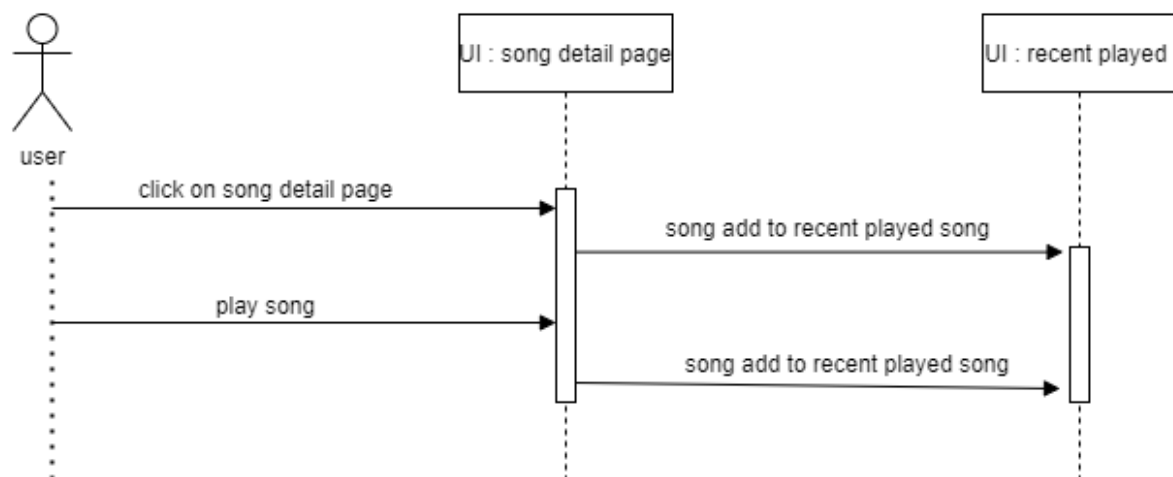 UI : song detail page
UI : recent played
user
click on song detail page
song add to recent played song
play song
song add to recent played song